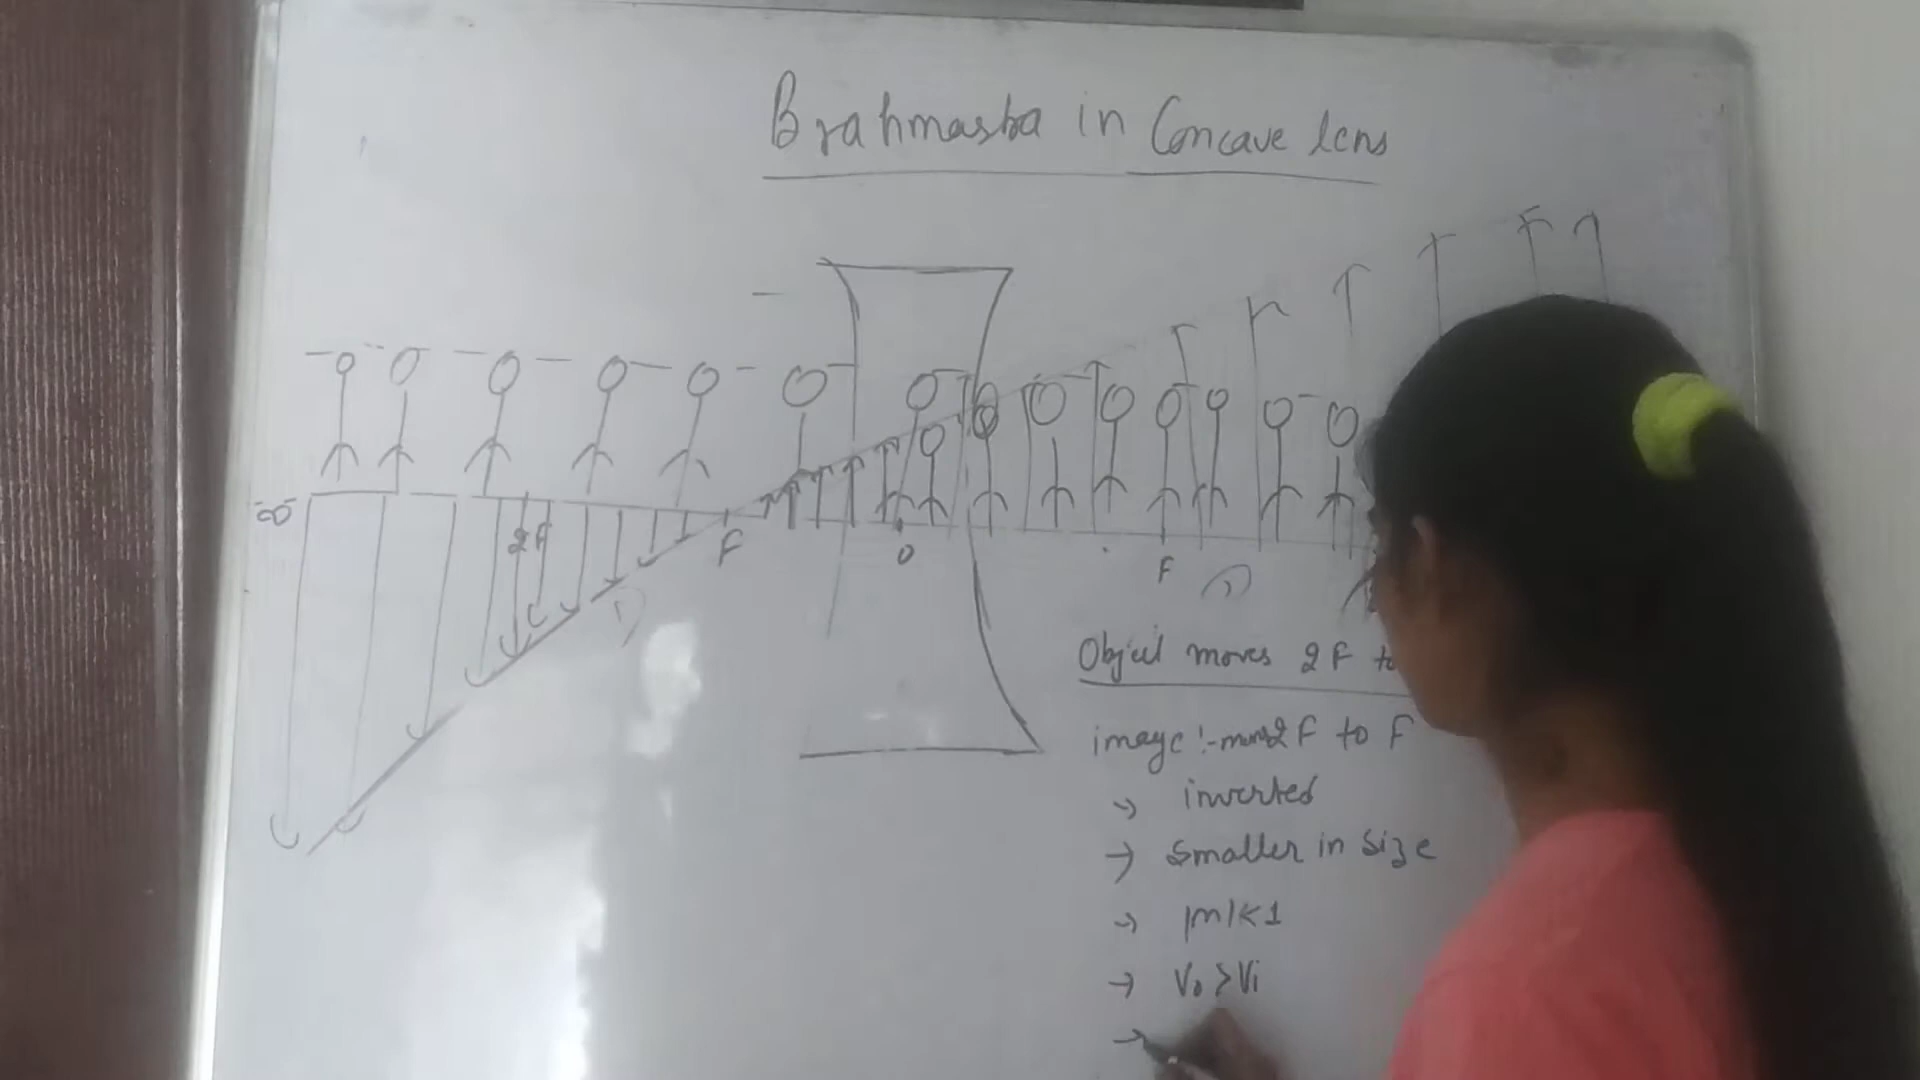 Brahmastra in Concave lens
∞
2F
F
O
F
Object moves 2F to
image :- moves 2F to F
→ inverted
→ smaller in size
→ |m|<1
→ Vo > Vi
→